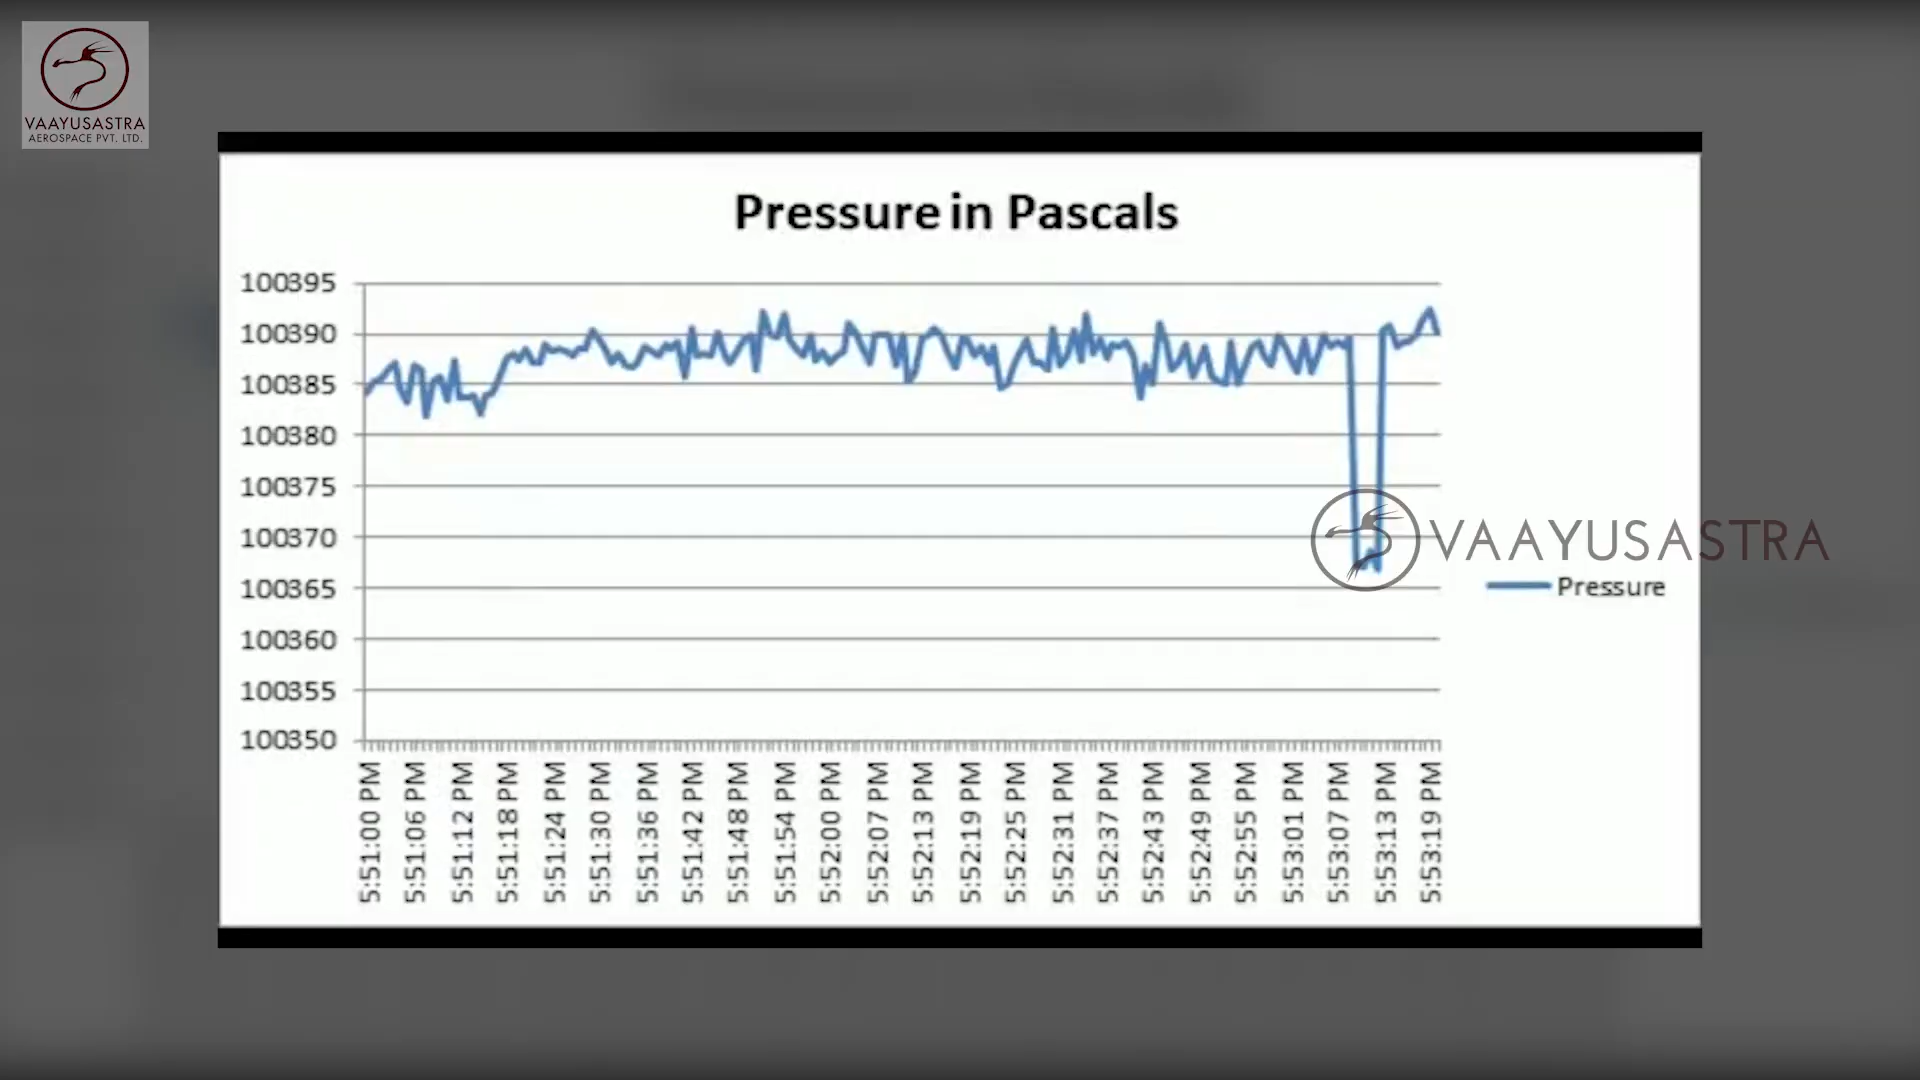 VAAYUSASTRA
AEROSPACE PVT. LTD.
Pressure in Pascals
100395
100390
100385
100380
100375
100370
100365
100360
100355
100350
VAAYUSASTRA
Pressure
5:51:00 PM
5:51:06 PM
5:51:12 PM
5:51:18 PM
5:51:24 PM
5:51:30 PM
5:51:36 PM
5:51:42 PM
5:51:48 PM
5:51:54 PM
5:52:00 PM
5:52:07 PM
5:52:13 PM
5:52:19 PM
5:52:25 PM
5:52:31 PM
5:52:37 PM
5:52:43 PM
5:52:49 PM
5:52:55 PM
5:53:01 PM
5:53:07 PM
5:53:13 PM
5:53:19 PM